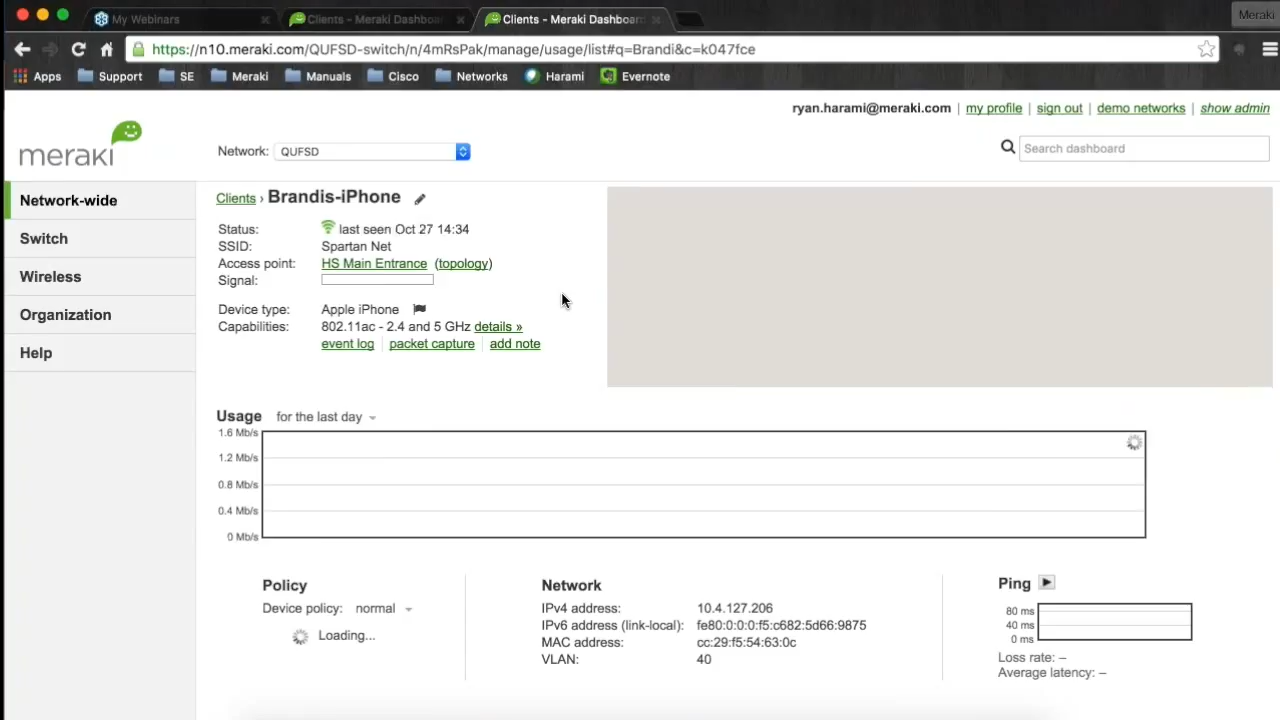 My Webinars
Clients - Meraki Dashboa
Clients - Meraki Dashboar
Meraki
https://n10.meraki.com/QUFSD-switch/n/4mRsPak/manage/usage/list#q=Brandi&c=k047fce
Apps Support SE Meraki Manuals Cisco Networks Harami Evernote
ryan.harami@meraki.com | my profile | sign out | demo networks | show admin
meraki
Network: QUFSD
Search dashboard
Network-wide
Switch
Wireless
Organization
Help
Clients › Brandis-iPhone
Status: last seen Oct 27 14:34
SSID: Spartan Net
Access point: HS Main Entrance (topology)
Signal:
Device type: Apple iPhone
Capabilities: 802.11ac - 2.4 and 5 GHz details »
event log packet capture add note
Usage for the last day
1.6 Mb/s
1.2 Mb/s
0.8 Mb/s
0.4 Mb/s
0 Mb/s
Policy
Device policy: normal
Loading...
Network
IPv4 address: 10.4.127.206
IPv6 address (link-local): fe80:0:0:0:f5:c682:5d66:9875
MAC address: cc:29:f5:54:63:0c
VLAN: 40
Ping
80 ms
40 ms
0 ms
Loss rate: –
Average latency: –